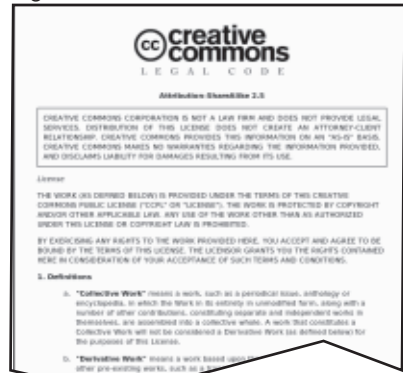 cc creative
commons
LEGAL CODE
Attribution-ShareAlike 2.5
CREATIVE COMMONS CORPORATION IS NOT A LAW FIRM AND DOES NOT PROVIDE LEGAL
SERVICES. DISTRIBUTION OF THIS LICENSE DOES NOT CREATE AN ATTORNEY-CLIENT
RELATIONSHIP. CREATIVE COMMONS PROVIDES THIS INFORMATION ON AN "AS-IS" BASIS.
CREATIVE COMMONS MAKES NO WARRANTIES REGARDING THE INFORMATION PROVIDED,
AND DISCLAIMS LIABILITY FOR DAMAGES RESULTING FROM ITS USE.
License
THE WORK (AS DEFINED BELOW) IS PROVIDED UNDER THE TERMS OF THIS CREATIVE
COMMONS PUBLIC LICENSE ("CCPL" OR "LICENSE"). THE WORK IS PROTECTED BY COPYRIGHT
AND/OR OTHER APPLICABLE LAW. ANY USE OF THE WORK OTHER THAN AS AUTHORIZED
UNDER THIS LICENSE OR COPYRIGHT LAW IS PROHIBITED.
BY EXERCISING ANY RIGHTS TO THE WORK PROVIDED HERE, YOU ACCEPT AND AGREE TO BE
BOUND BY THE TERMS OF THIS LICENSE. THE LICENSOR GRANTS YOU THE RIGHTS CONTAINED
HERE IN CONSIDERATION OF YOUR ACCEPTANCE OF SUCH TERMS AND CONDITIONS.
1. Definitions
a. "Collective Work" means a work, such as a periodical issue, anthology or
encyclopedia, in which the Work in its entirety in unmodified form, along with a
number of other contributions, constituting separate and independent works in
themselves, are assembled into a collective whole. A work that constitutes a
Collective Work will not be considered a Derivative Work (as defined below) for
the purposes of this License.
b. "Derivative Work" means a work based upon
other pre-existing works, such as a